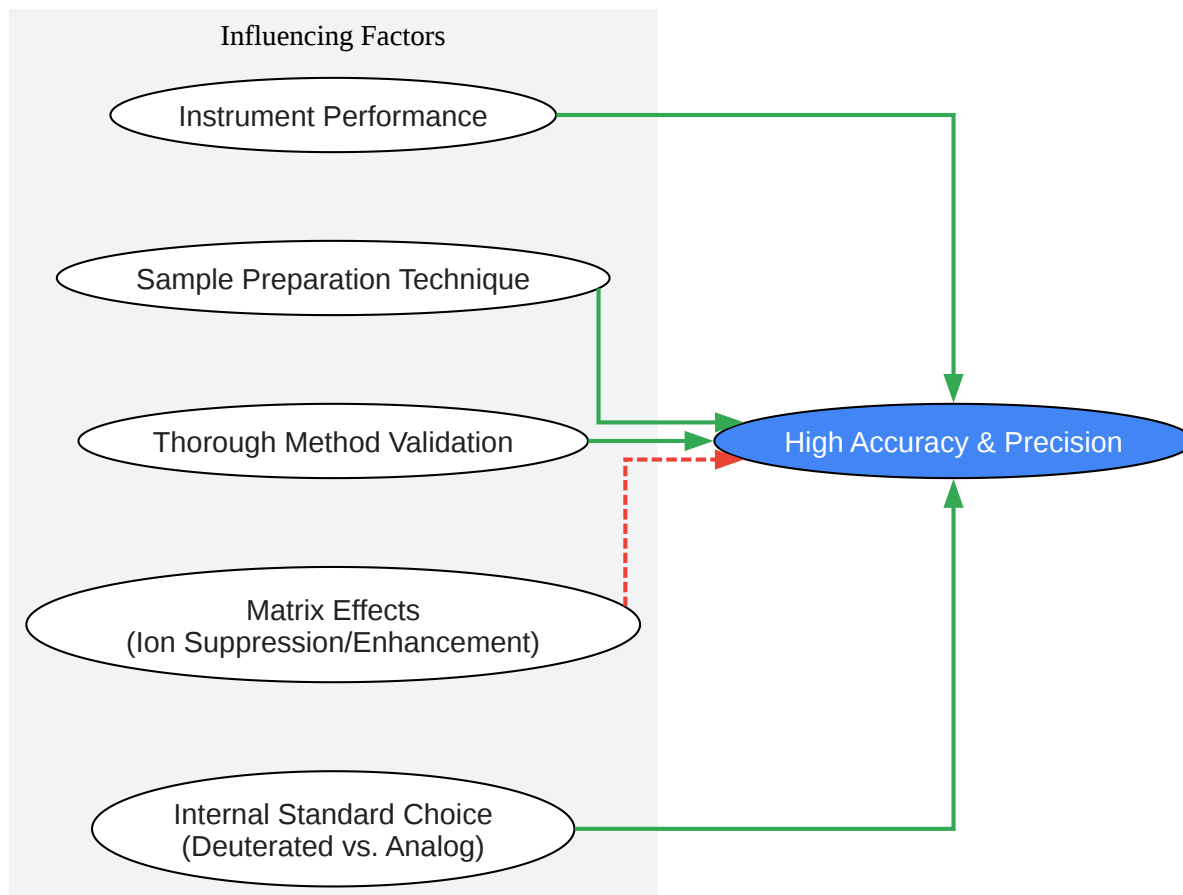 Influencing Factors
Instrument Performance
Sample Preparation Technique
Thorough Method Validation
High Accuracy & Precision
Matrix Effects
(Ion Suppression/Enhancement)
Internal Standard Choice
(Deuterated vs. Analog)